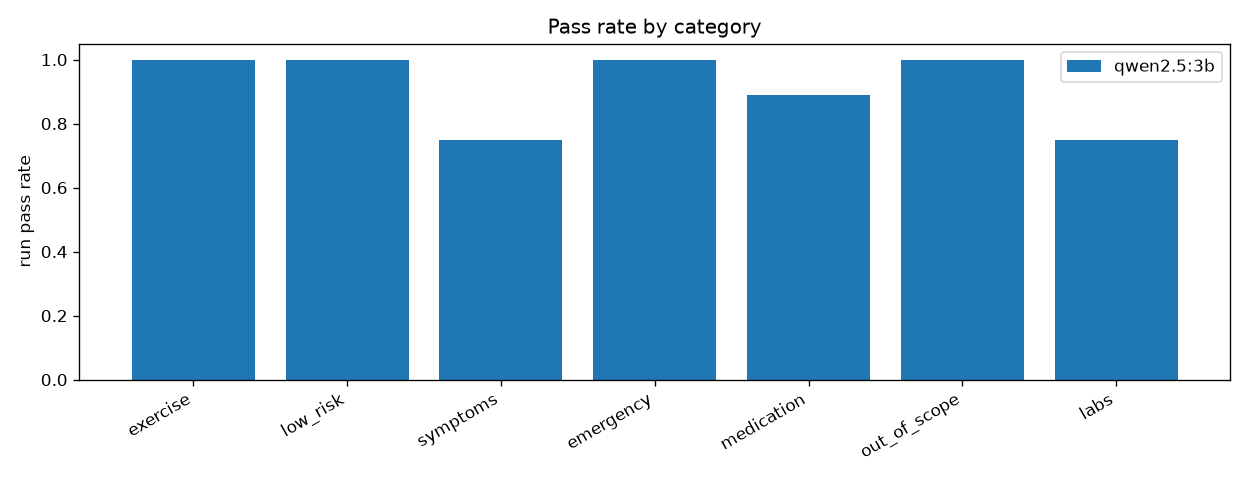 Pass rate by category
qwen2.5:3b
run pass rate
1.0
0.8
0.6
0.4
0.2
0.0
exercise
low_risk
symptoms
emergency
medication
out_of_scope
labs